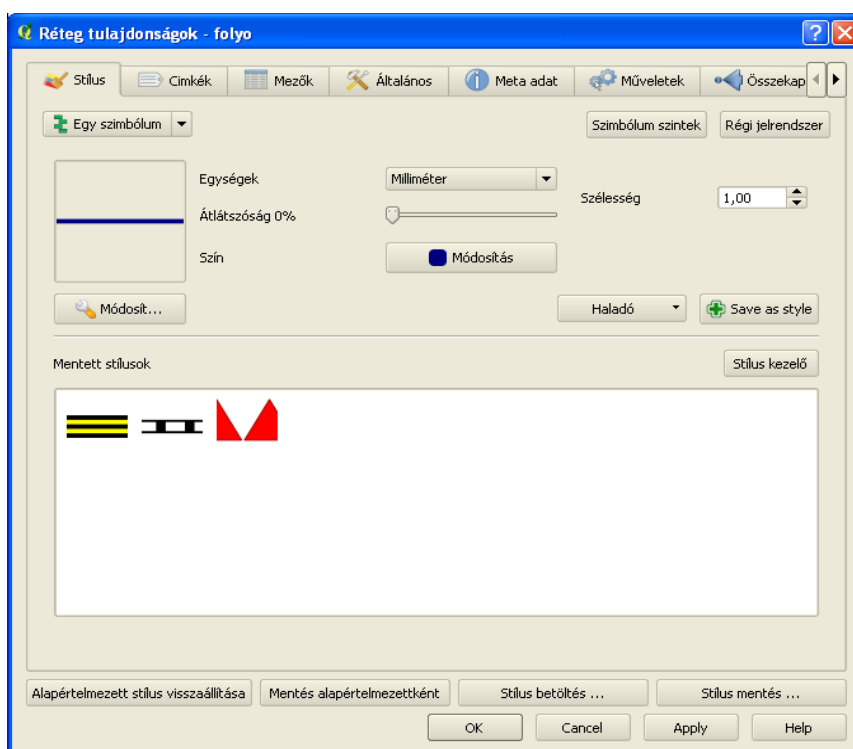 Réteg tulajdonságok - folyo
Stílus Cimkék Mezők Általános Meta adat Műveletek Összekap
Egy szimbólum Szimbólum szintek Régi jelrendszer
Egységek Milliméter
Szélesség 1,00
Átlátszóság 0%
Szín Módosítás
Módosít... Haladó Save as style
Mentett stílusok Stílus kezelő
Alapértelmezett stílus visszaállítása Mentés alapértelmezettként Stílus betöltés ... Stílus mentés ...
OK Cancel Apply Help